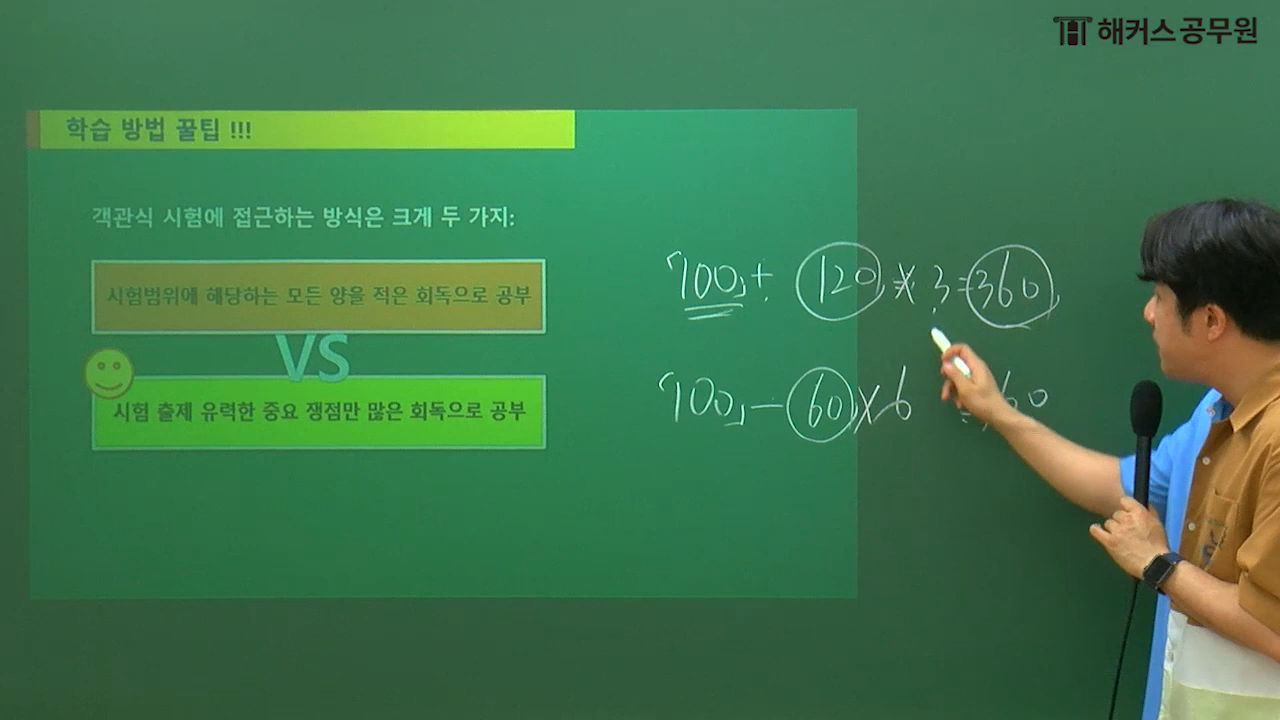 해커스공무원
학습 방법 꿀팁 !!!
객관식 시험에 접근하는 방식은 크게 두 가지:
시험범위에 해당하는 모든 양을 적은 회독으로 공부
VS
시험 출제 유력한 중요 쟁점만 많은 회독으로 공부
700, + 120 × 3 = 360
700, - 60 × 6 = 360